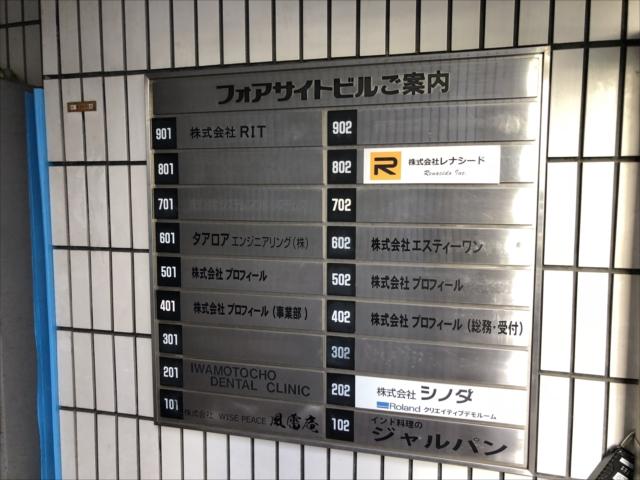 フォアサイトビルご案内
901 株式会社 RIT
902
801
802 R 株式会社レナシード
Renaseido Inc.
701
702
601 タアロア エンジニアリング(株)
602 株式会社 エスティーワン
501 株式会社 プロフィール
502 株式会社 プロフィール
401 株式会社 プロフィール (事業部)
402 株式会社 プロフィール (総務・受付)
301
302
201 IWAMOTOCHO
DENTAL CLINIC
202 株式会社 シノダ
Roland クリエイティブデモルーム
101 株式会社 WISE PEACE 風雷庵
102 インド料理の
ジャルパン